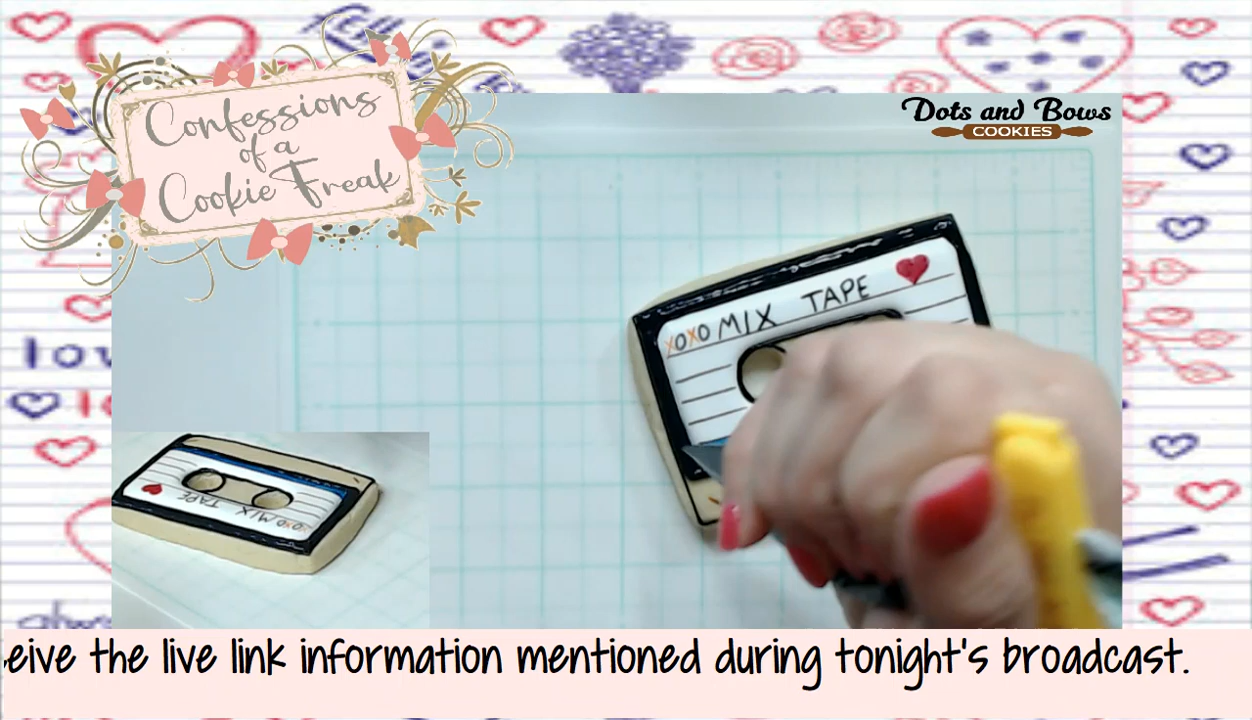 Confessions
of a
Cookie Freak
Dots and Bows
COOKIES
XOXO MIX TAPE
XOXO MIX TAPE
eive the live link information mentioned during tonight's broadcast.